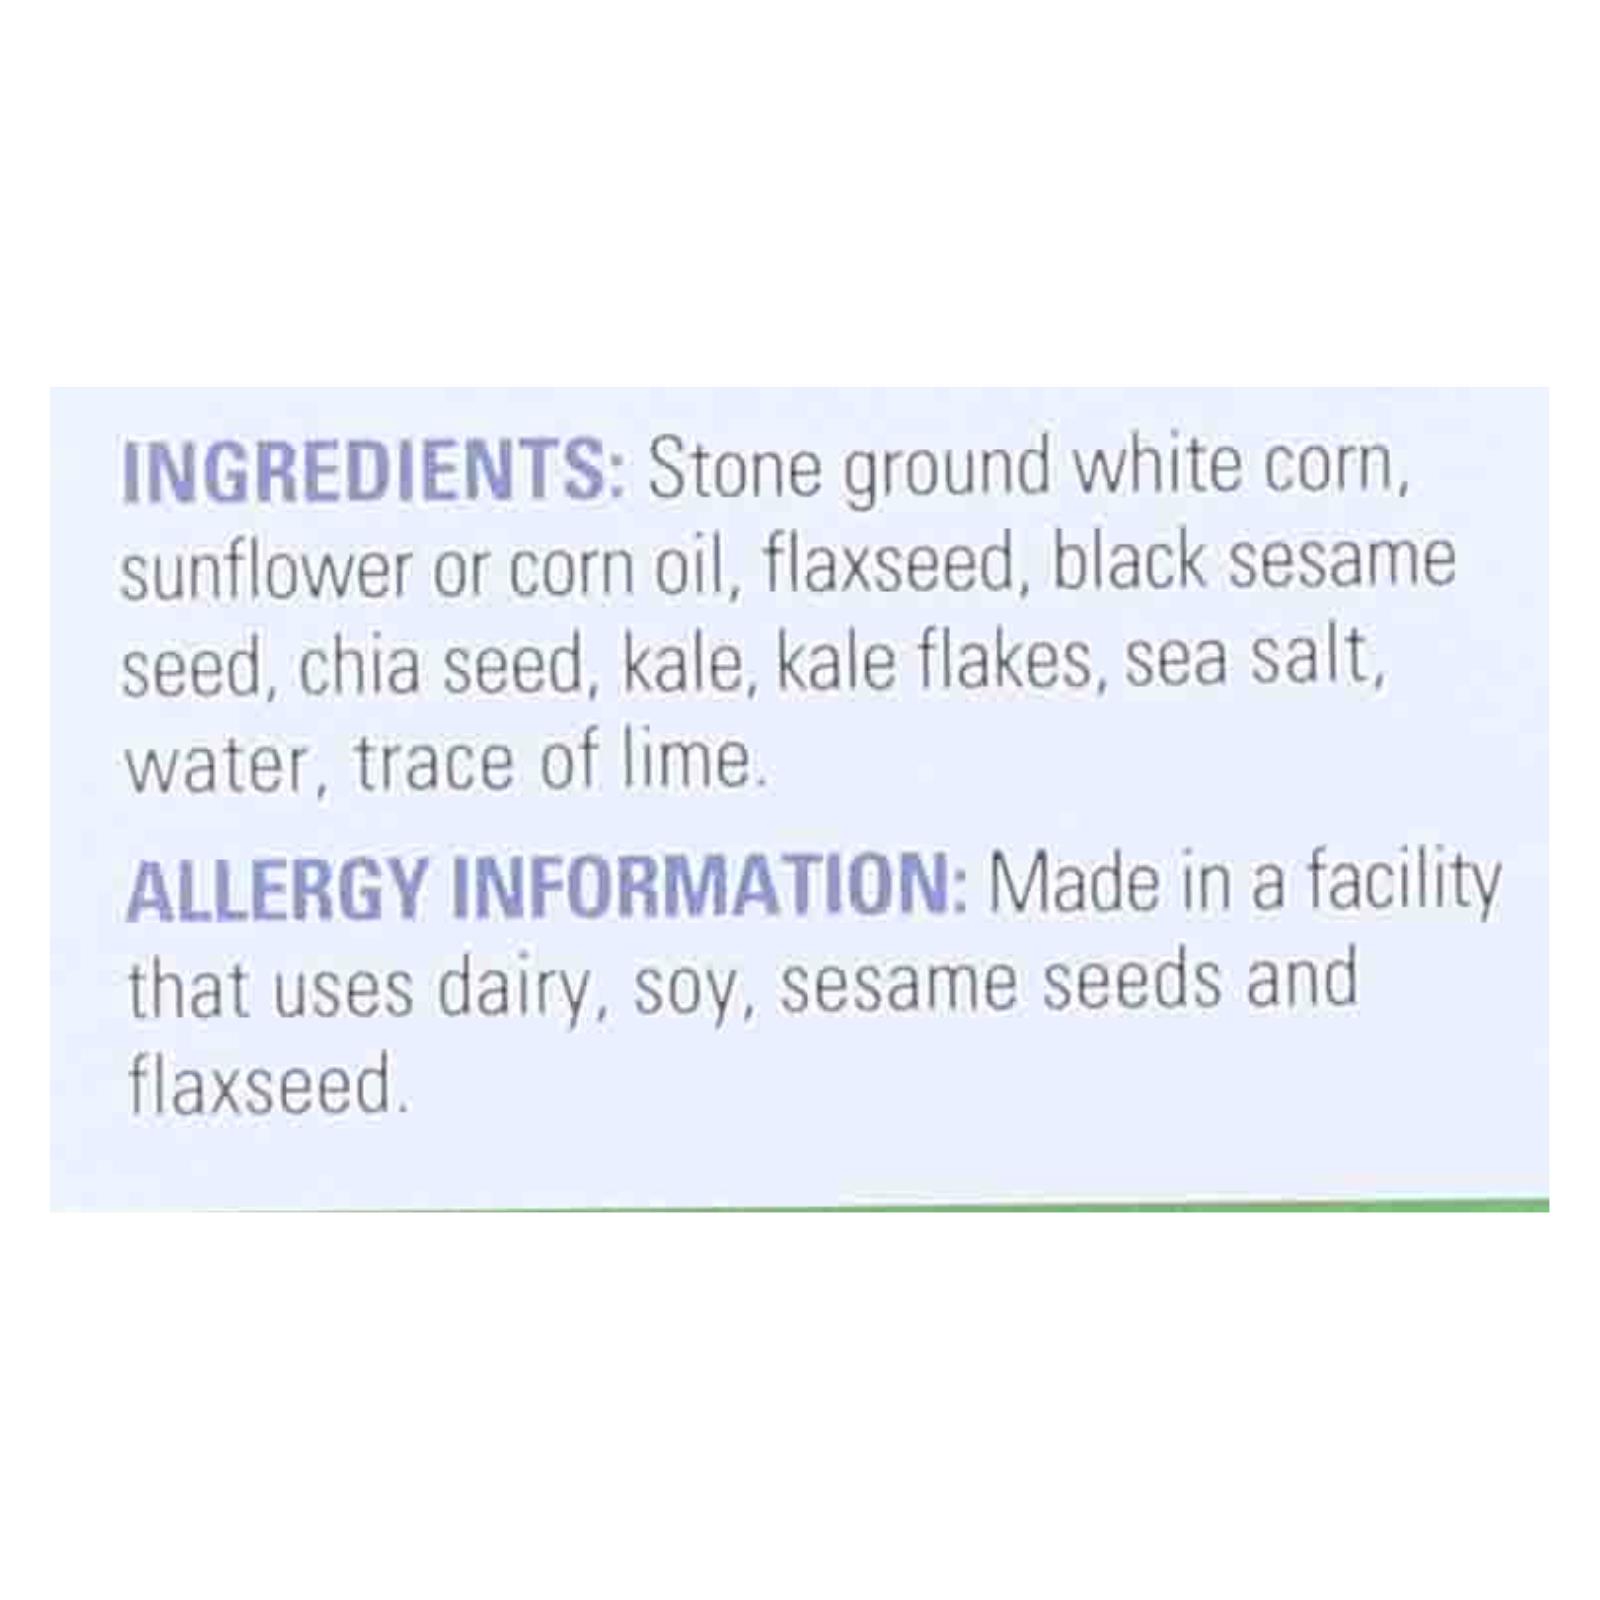 INGREDIENTS: Stone ground white corn,
sunflower or corn oil, flaxseed, black sesame
seed, chia seed, kale, kale flakes, sea salt,
water, trace of lime.
ALLERGY INFORMATION: Made in a facility
that uses dairy, soy, sesame seeds and
flaxseed.